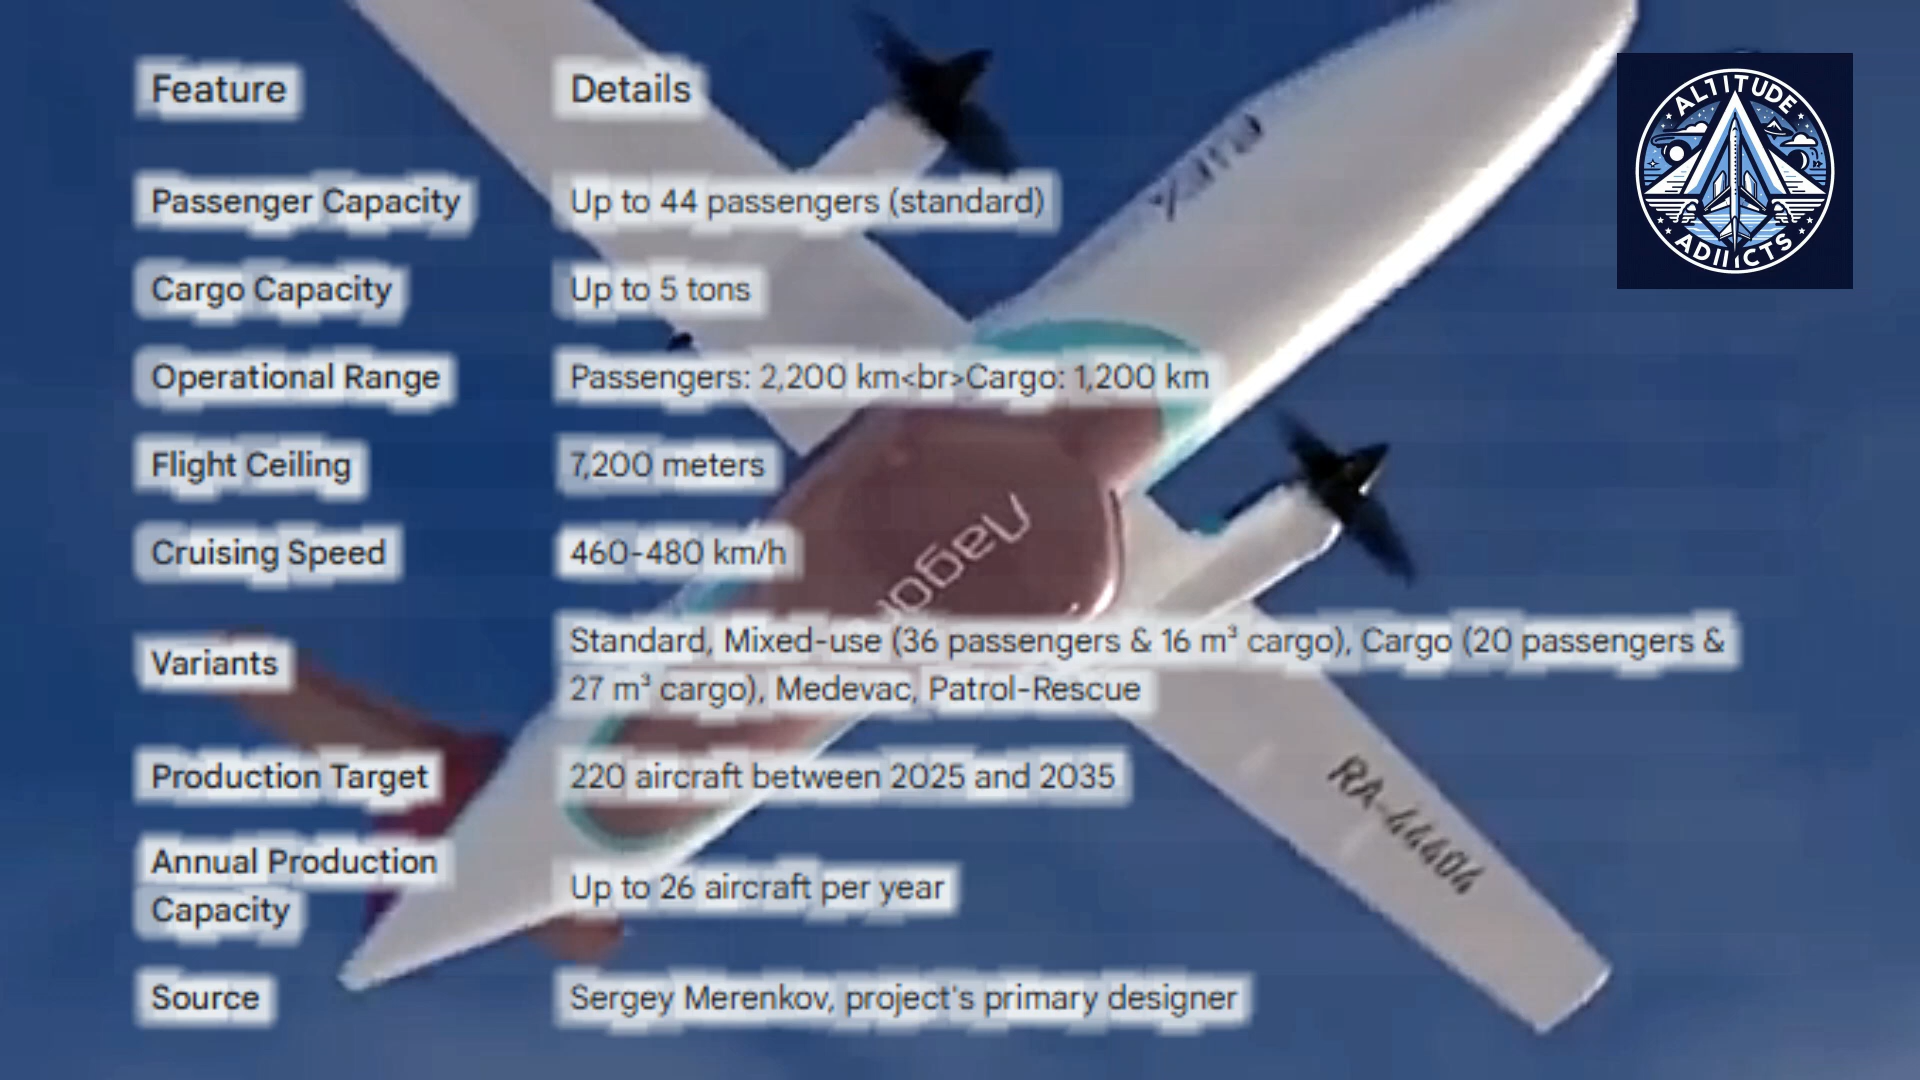 Feature Details
Passenger Capacity Up to 44 passengers (standard)
Cargo Capacity Up to 5 tons
Operational Range Passengers: 2,200 km<br>Cargo: 1,200 km
Flight Ceiling 7,200 meters
Cruising Speed 460-480 km/h
Variants Standard, Mixed-use (36 passengers & 16 m³ cargo), Cargo (20 passengers &
27 m³ cargo), Medevac, Patrol-Rescue
Production Target 220 aircraft between 2025 and 2035
Annual Production
Capacity Up to 26 aircraft per year
Source Sergey Merenkov, project's primary designer
ALTITUDE
RA-44404